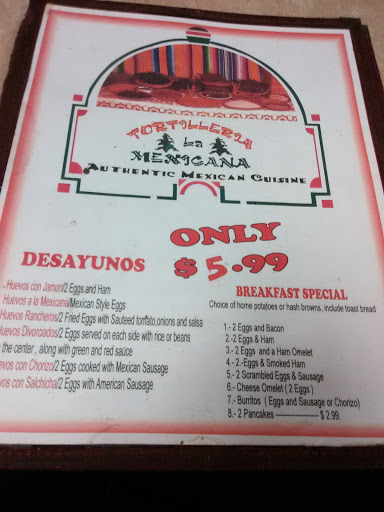 TORTILLERIA
La
MEXICANA
AUTHENTIC MEXICAN CUISINE
ONLY
$5.99
DESAYUNOS
- Huevos con Jamon/2 Eggs and Ham
Huevos a la Mexicana/Mexican Style Eggs
Huevos Rancheros/2 Fried Eggs with Sauteed tomato,onions and salsa
Huevos Divorciados/2 Eggs served on each side with rice or beans
the center , along with green and red sauce
con Chorizo/2 Eggs cooked with Mexican Sausage
con Salchicha/2 Eggs with American Sausage
BREAKFAST SPECIAL
Choice of home potatoes or hash browns, include toast bread
1.- 2 Eggs and Bacon
2.-2 Eggs & Ham
3.- 2 Eggs and a Ham Omelet
4.- 2 -Eggs & Smoked Ham
5.- 2 Scrambled Eggs & Sausage
6.- Cheese Omelet ( 2 Eggs )
7.- Burritos ( Eggs and Sausage or Chorizo)
8.- 2 Pancakes --------------- $ 2.99.